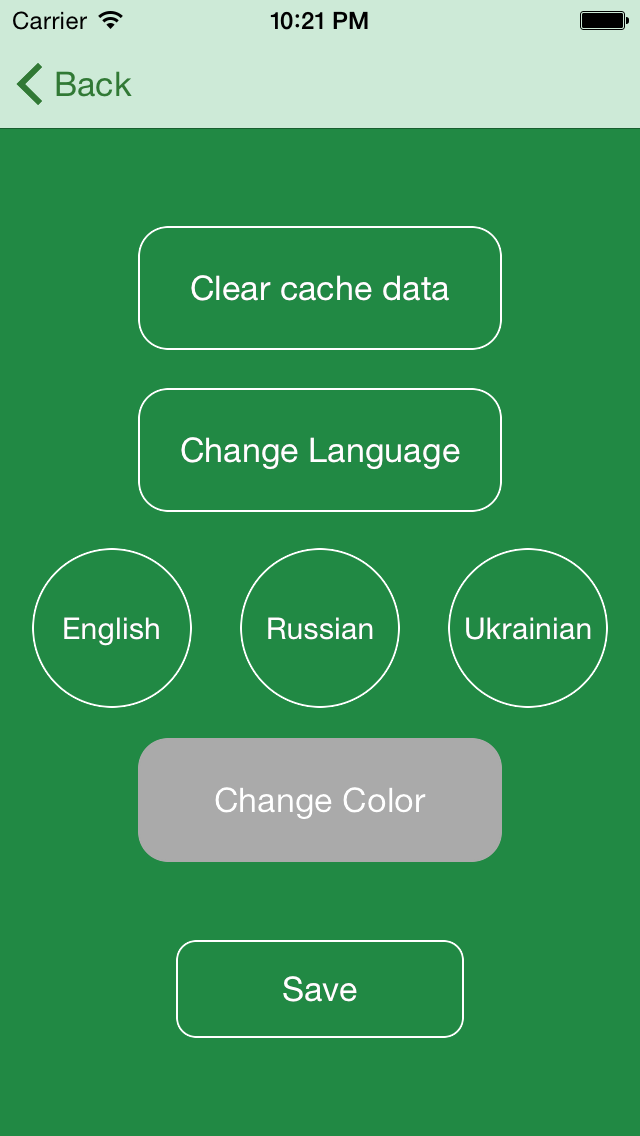 Carrier 10:21 PM
Back
Clear cache data
Change Language
English Russian Ukrainian
Change Color
Save